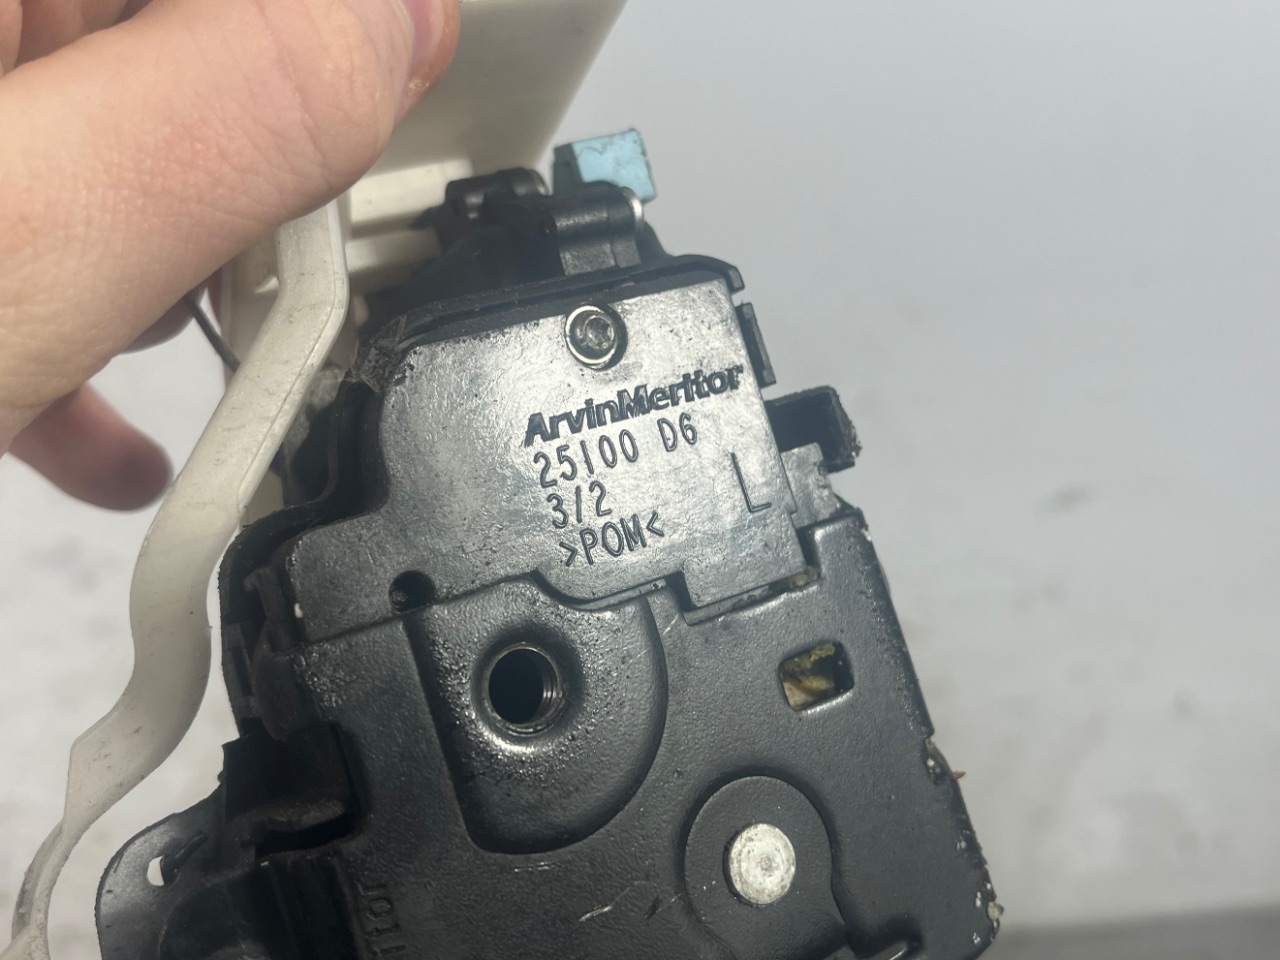 ArvinMeritor
25100 D6
3/2
>POM<
L